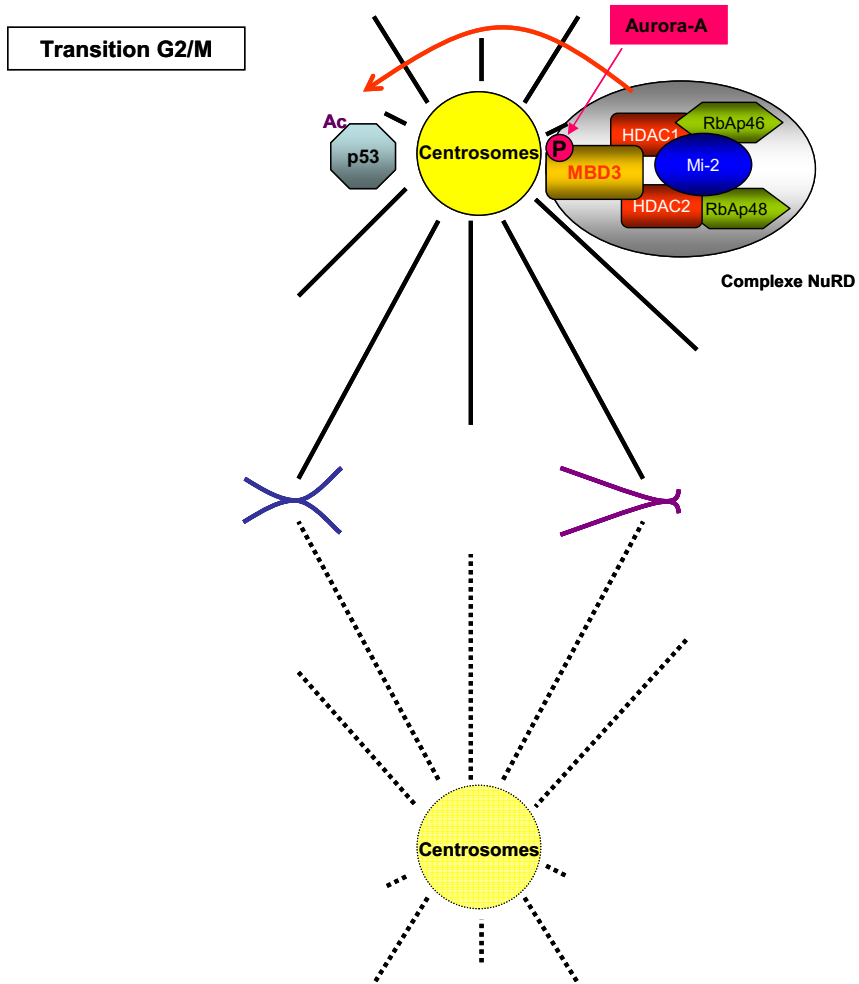 Transition G2/M
Aurora-A
Ac
p53
Centrosomes
P
MBD3
HDAC1
RbAp46
Mi-2
HDAC2
RbAp48
Complexe NuRD
Centrosomes